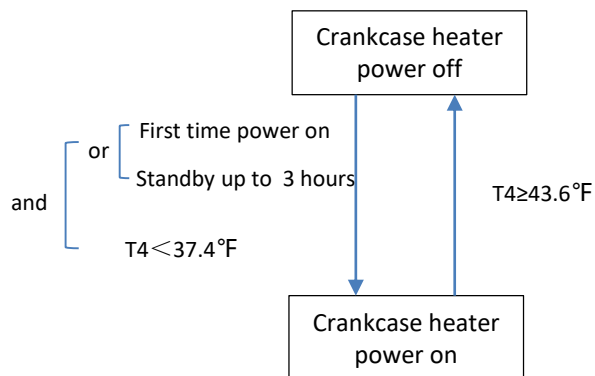 Crankcase heater
power off
First time power on
or
Standby up to 3 hours
and
T4≥43.6℉
T4＜37.4℉
Crankcase heater
power on